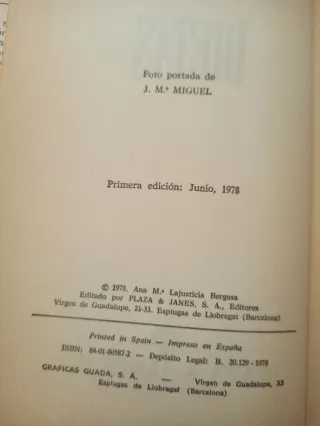 Foto portada de
J. M.ª MIGUEL
Primera edición: Junio, 1978
© 1978, Ana M.ª Lajusticia Bergasa
Editado por PLAZA & JANES, S. A., Editores
Virgen de Guadalupe, 21-33. Esplugas de Llobregat (Barcelona)
Printed in Spain — Impreso en España
ISBN: 84-01-80587-2 — Depósito Legal: B. 20.129 - 1978
GRAFICAS GUADA, S. A. — Virgen de Guadalupe, 33
Esplugas de Llobregat (Barcelona)